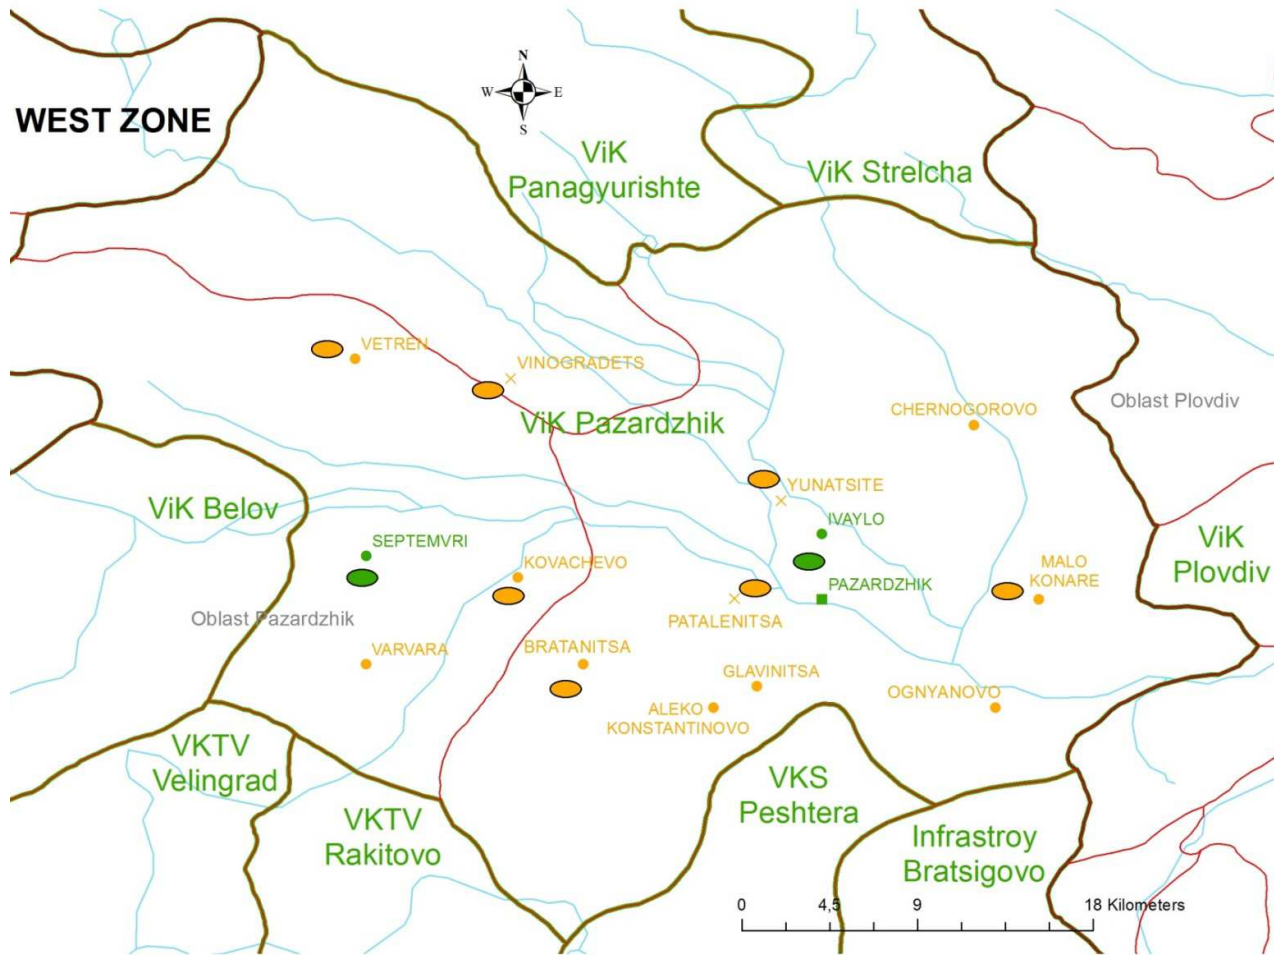 N
W E
S
WEST ZONE
ViK
Panagyurishte
ViK Strelcha
VETREN
VINOGRADETS
ViK Pazardzhik
CHERNOGOROVO
Oblast Plovdiv
ViK Belov
YUNATSITE
IVAYLO
SEPTEMVRI
KOVACHEVO
PAZARDZHIK
MALO
KONARE
ViK
Plovdiv
Oblast Pazardzhik
PATALENITSA
VARVARA
BRATANITSA
GLAVINITSA
ALEKO
KONSTANTINOVO
OGNYANOVO
VKTV
Velingrad
VKS
Peshtera
VKTV
Rakitovo
Infrastroy
Bratsigovo
0 4,5 9 18 Kilometers